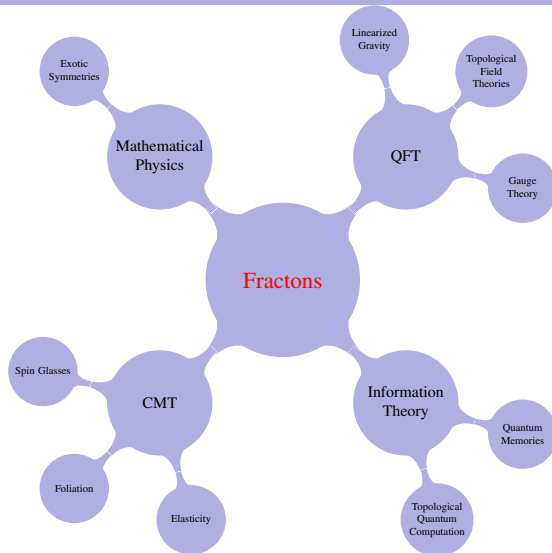 Linearized
Gravity
Exotic
Symmetries
Topological
Field
Theories
Mathematical
Physics
QFT
Gauge
Theory
Fractons
Spin Glasses
CMT
Information
Theory
Quantum
Memories
Foliation
Elasticity
Topological
Quantum
Computation